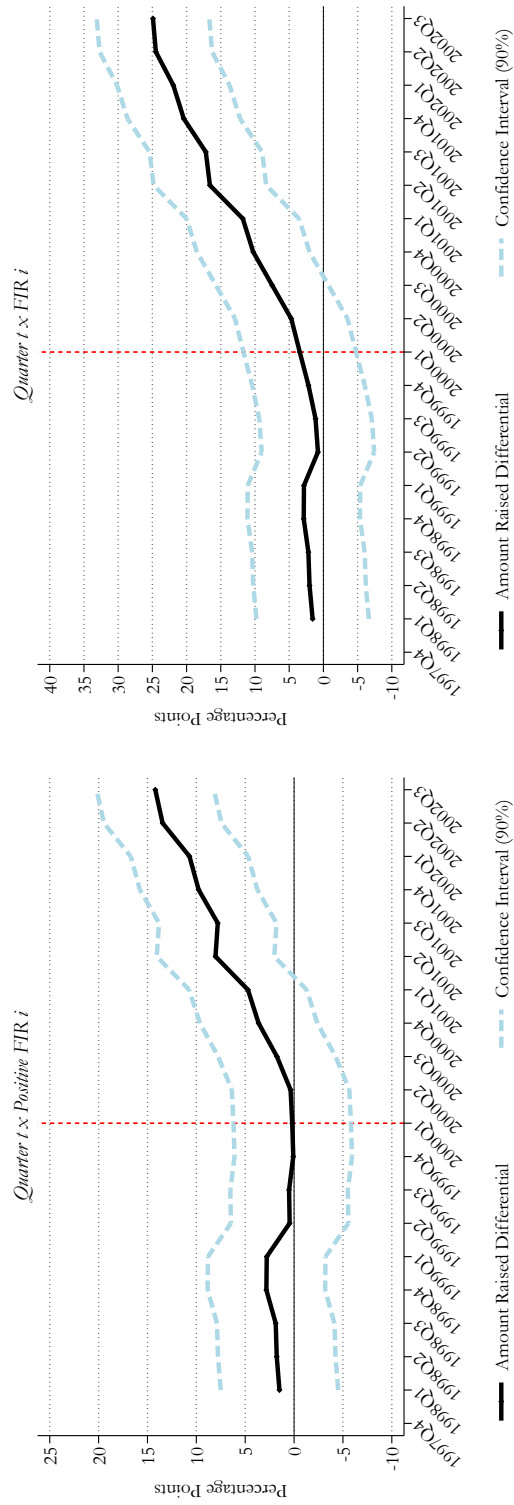 Quarter t x Positive FIR i
Percentage Points
25
20
15
10
5
0
-5
-10
1997Q4
1998Q1
1998Q2
1998Q3
1998Q4
1999Q1
1999Q2
1999Q3
1999Q4
2000Q1
2000Q2
2000Q3
2000Q4
2001Q1
2001Q2
2001Q3
2001Q4
2002Q1
2002Q2
2002Q3
Amount Raised Differential
Confidence Interval (90%)
Quarter t x FIR i
Percentage Points
40
35
30
25
20
15
10
5
0
-5
-10
1997Q4
1998Q1
1998Q2
1998Q3
1998Q4
1999Q1
1999Q2
1999Q3
1999Q4
2000Q1
2000Q2
2000Q3
2000Q4
2001Q1
2001Q2
2001Q3
2001Q4
2002Q1
2002Q2
2002Q3
Amount Raised Differential
Confidence Interval (90%)